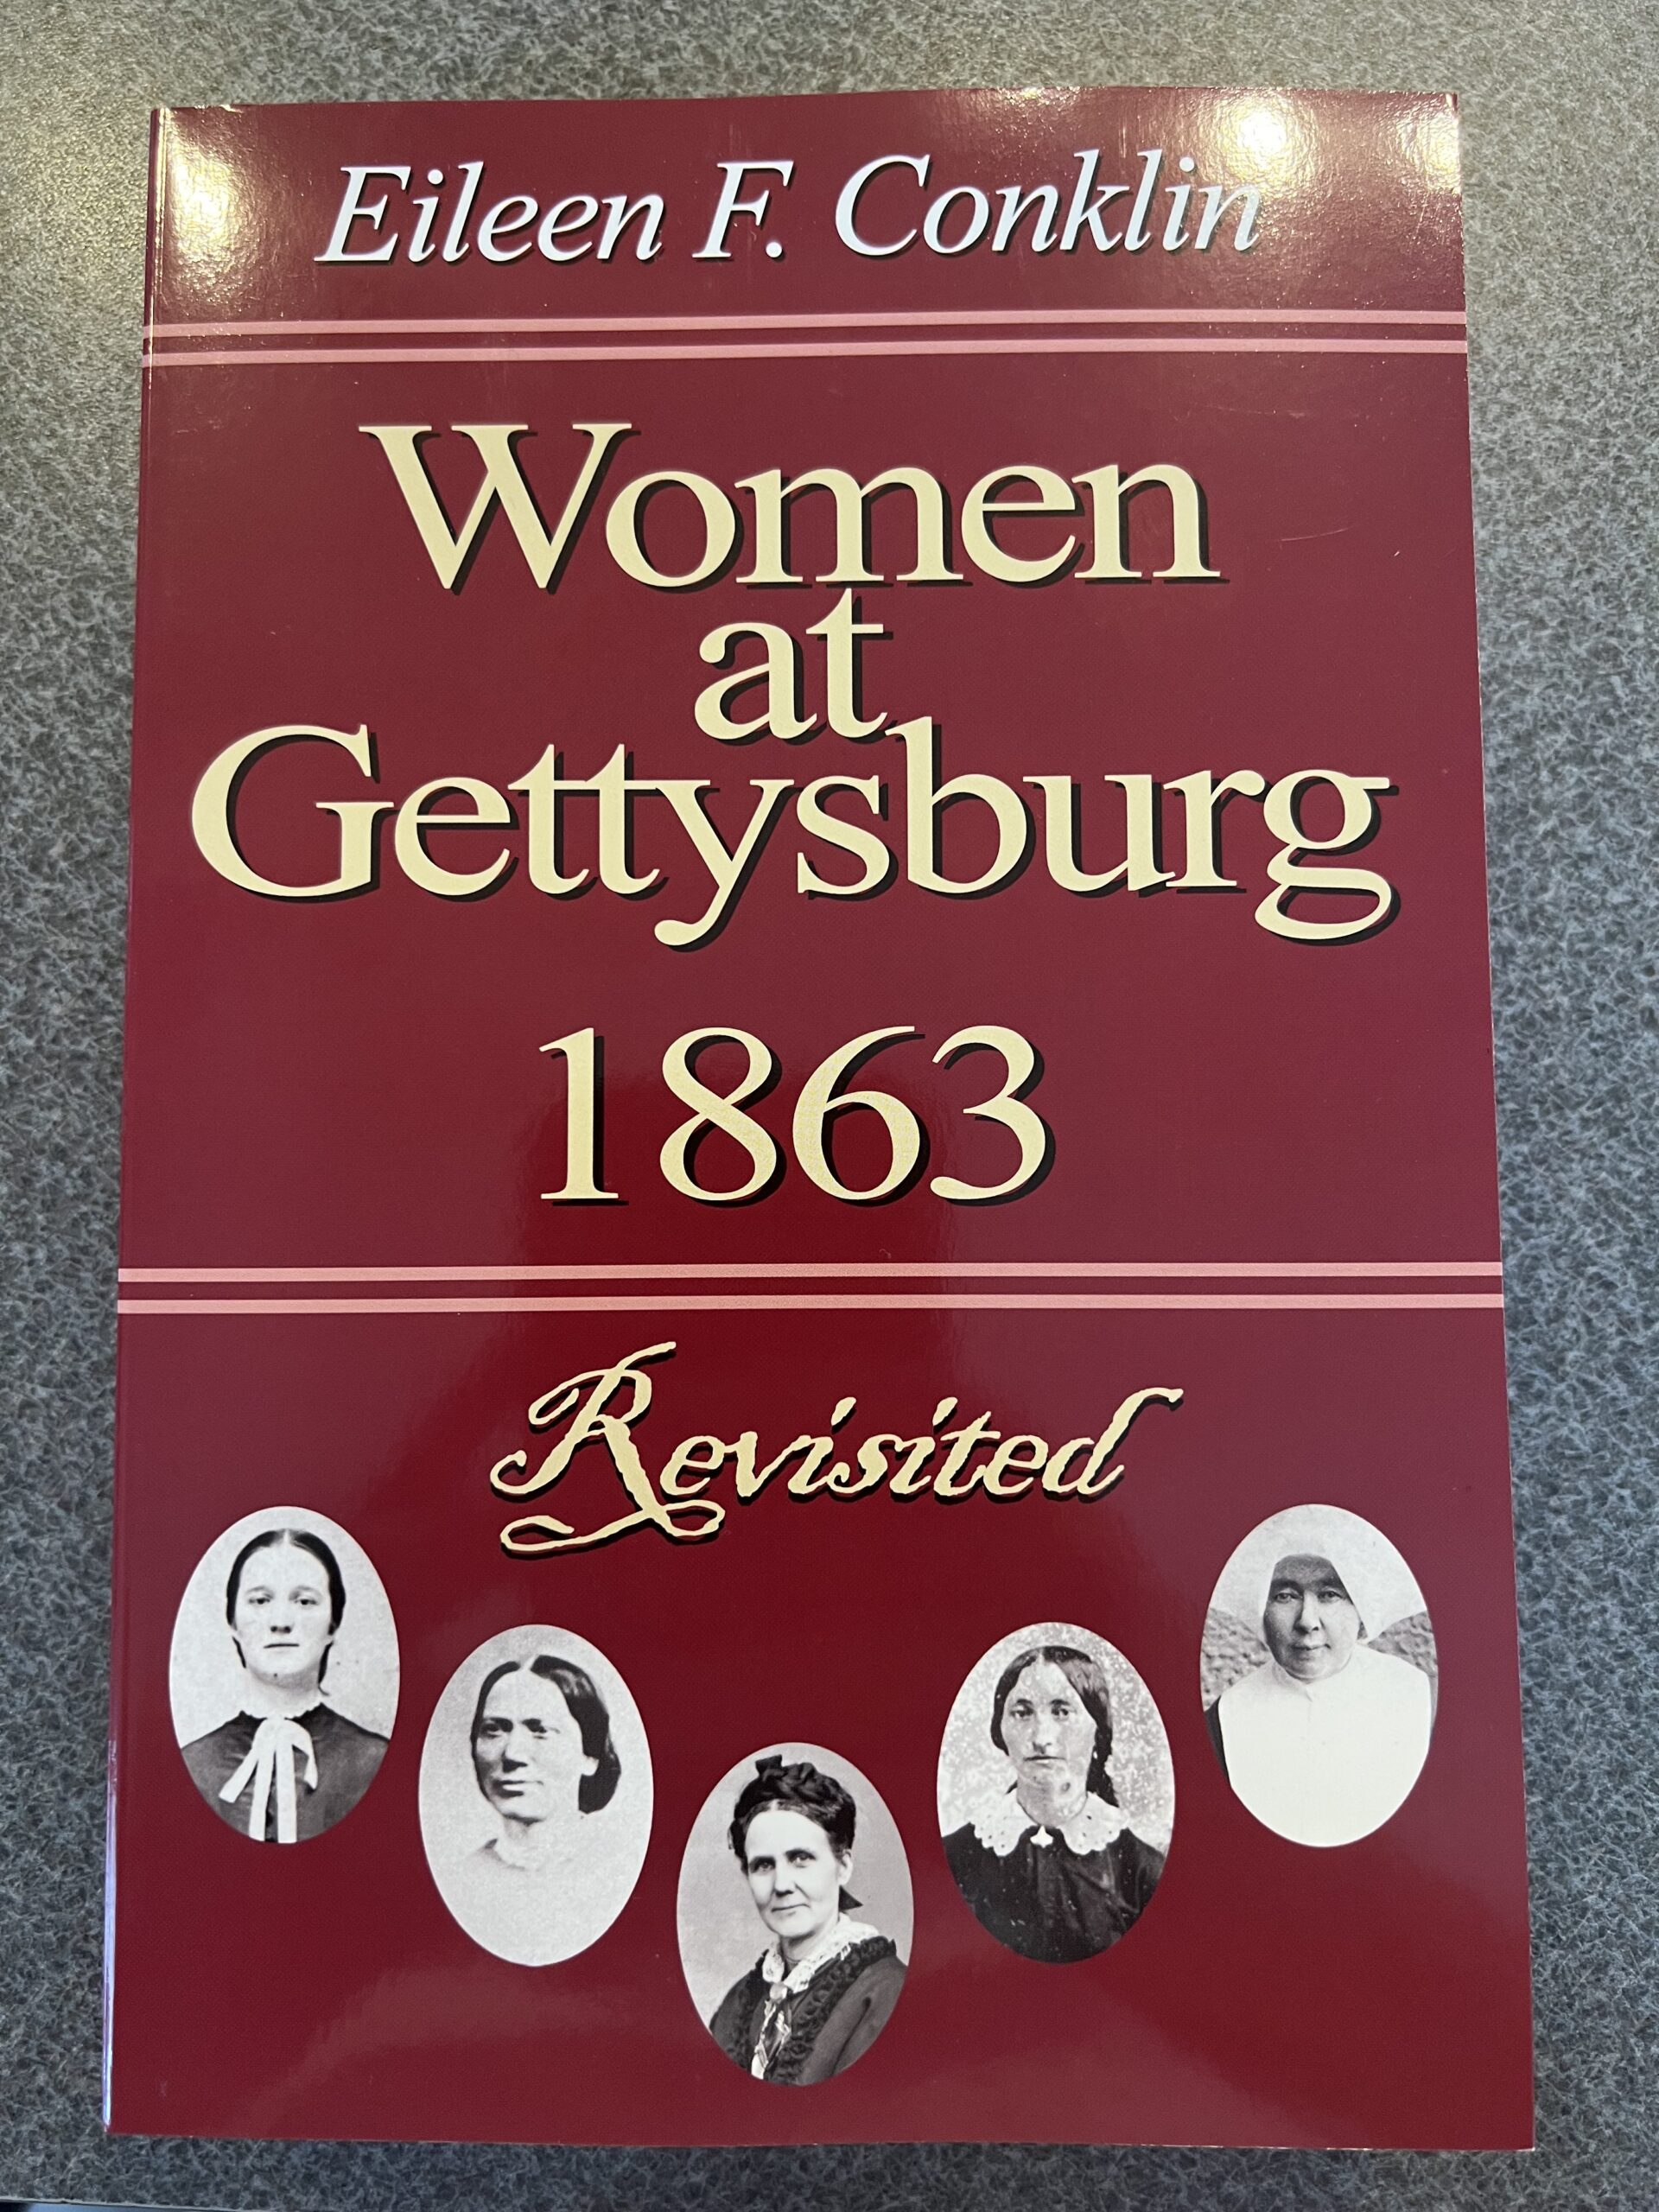 Eileen F. Conklin
Women
at
Gettysburg
1863
Revisited